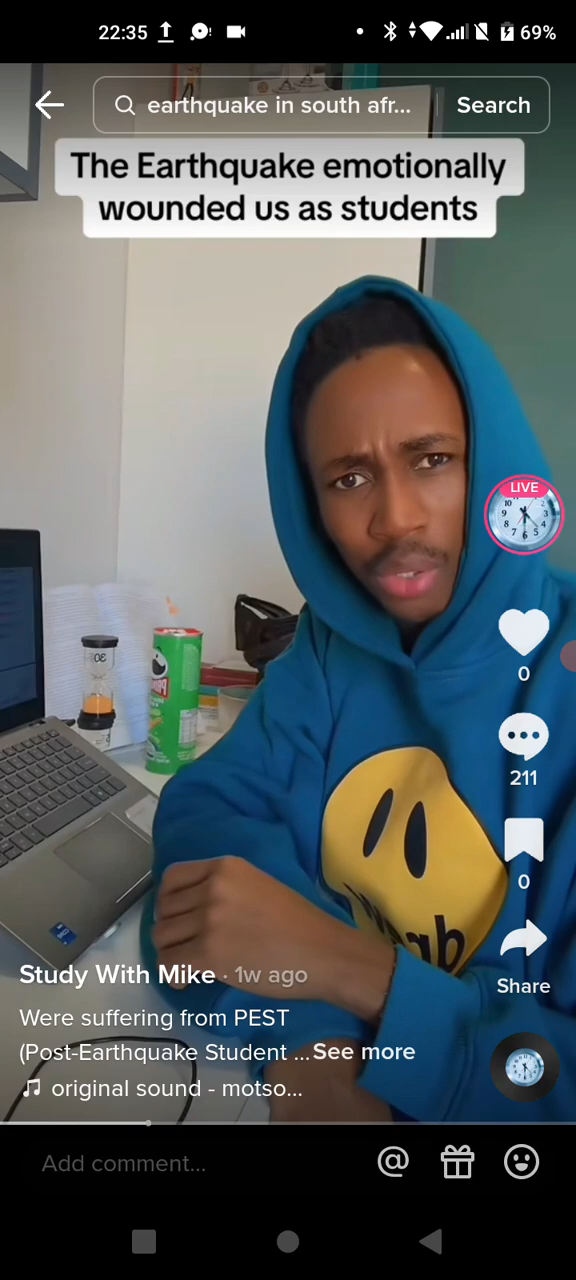 22:35
69%
earthquake in south afr... Search
The Earthquake emotionally
wounded us as students
LIVE
0
211
0
Share
Study With Mike · 1w ago
Were suffering from PEST
(Post-Earthquake Student ...See more
original sound - motso...
Add comment...